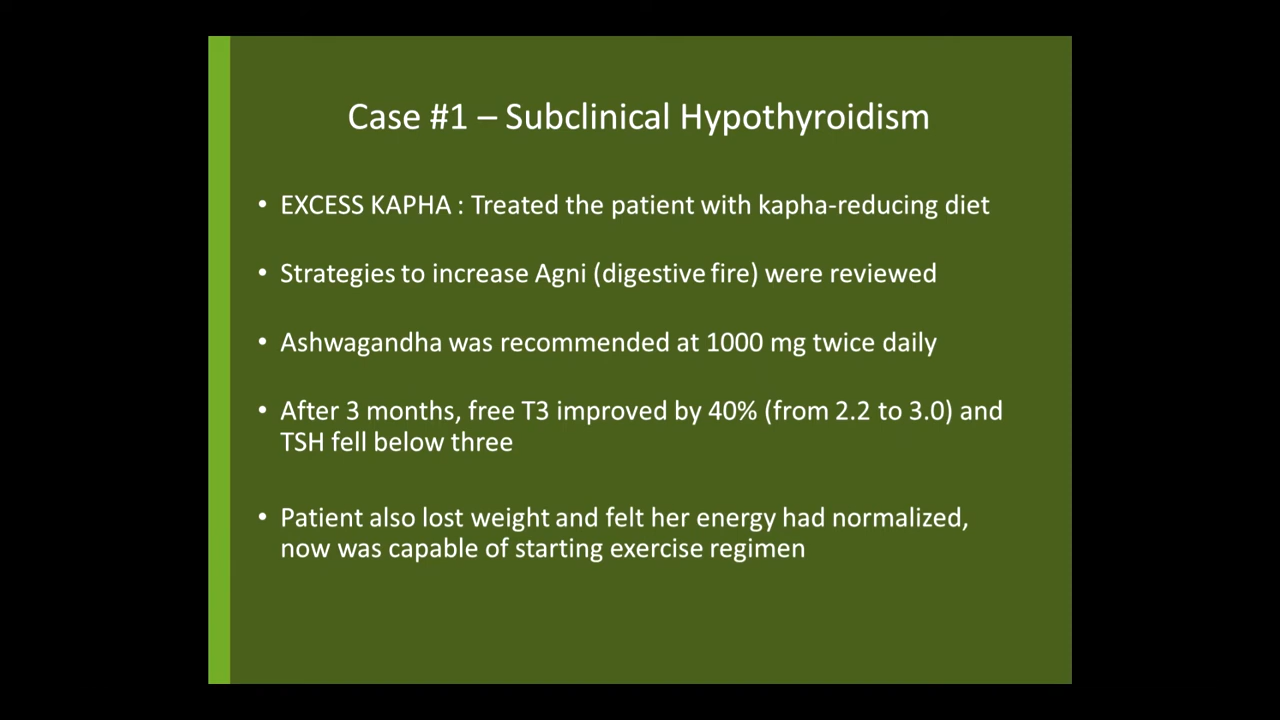 Case #1 – Subclinical Hypothyroidism
• EXCESS KAPHA : Treated the patient with kapha-reducing diet
• Strategies to increase Agni (digestive fire) were reviewed
• Ashwagandha was recommended at 1000 mg twice daily
• After 3 months, free T3 improved by 40% (from 2.2 to 3.0) and
TSH fell below three
• Patient also lost weight and felt her energy had normalized,
now was capable of starting exercise regimen